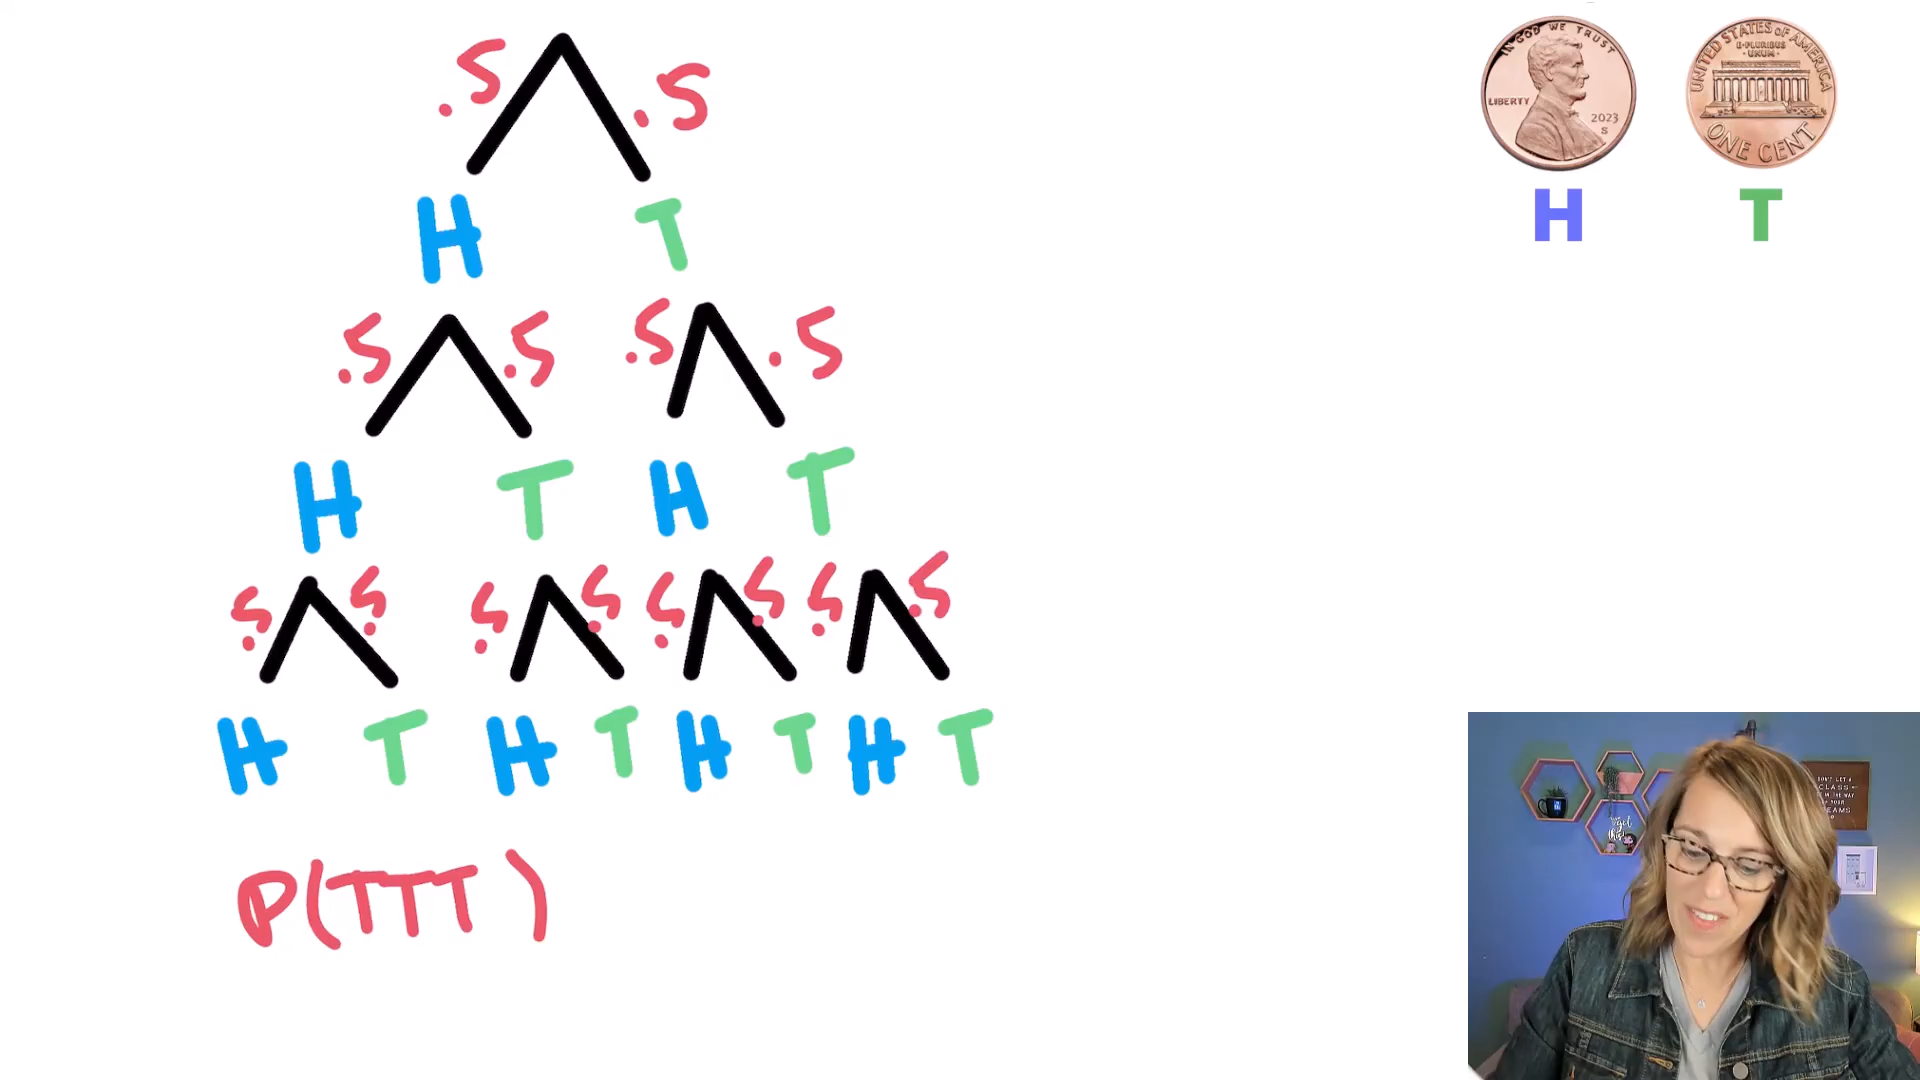 .5 .5
H T
.5 .5 .5 .5
H T H T
.5 .5 .5 .5 .5 .5 .5 .5
H T H T H T H T
P(TTT )
IN GOD WE TRUST
LIBERTY
2023
S
UNITED STATES OF AMERICA
E·PLURIBUS
·UNUM·
ONE CENT
H T